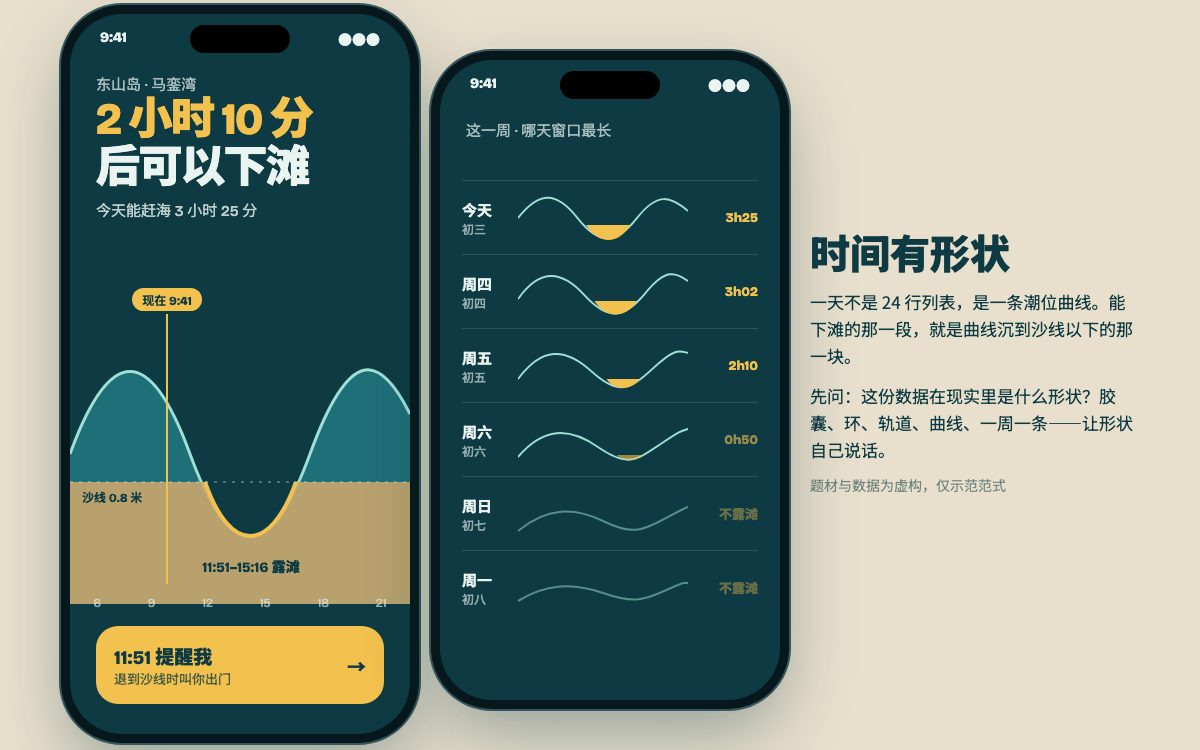 9:41
东山岛 · 马銮湾
2 小时 10 分
后可以下滩
今天能赶海 3 小时 25 分
现在 9:41
沙线 0.8 米
11:51–15:16 露滩
6 9 12 15 18 21
11:51 提醒我
退到沙线时叫你出门
→
9:41
这一周 · 哪天窗口最长
今天
初三
3h25
周四
初四
3h02
周五
初五
2h10
周六
初六
0h50
周日
初七
不露滩
周一
初八
不露滩
时间有形状
一天不是 24 行列表，是一条潮位曲线。能
下滩的那一段，就是曲线沉到沙线以下的那
一块。
先问：这份数据在现实里是什么形状？胶
囊、环、轨道、曲线、一周一条——让形状
自己说话。
题材与数据为虚构，仅示范范式